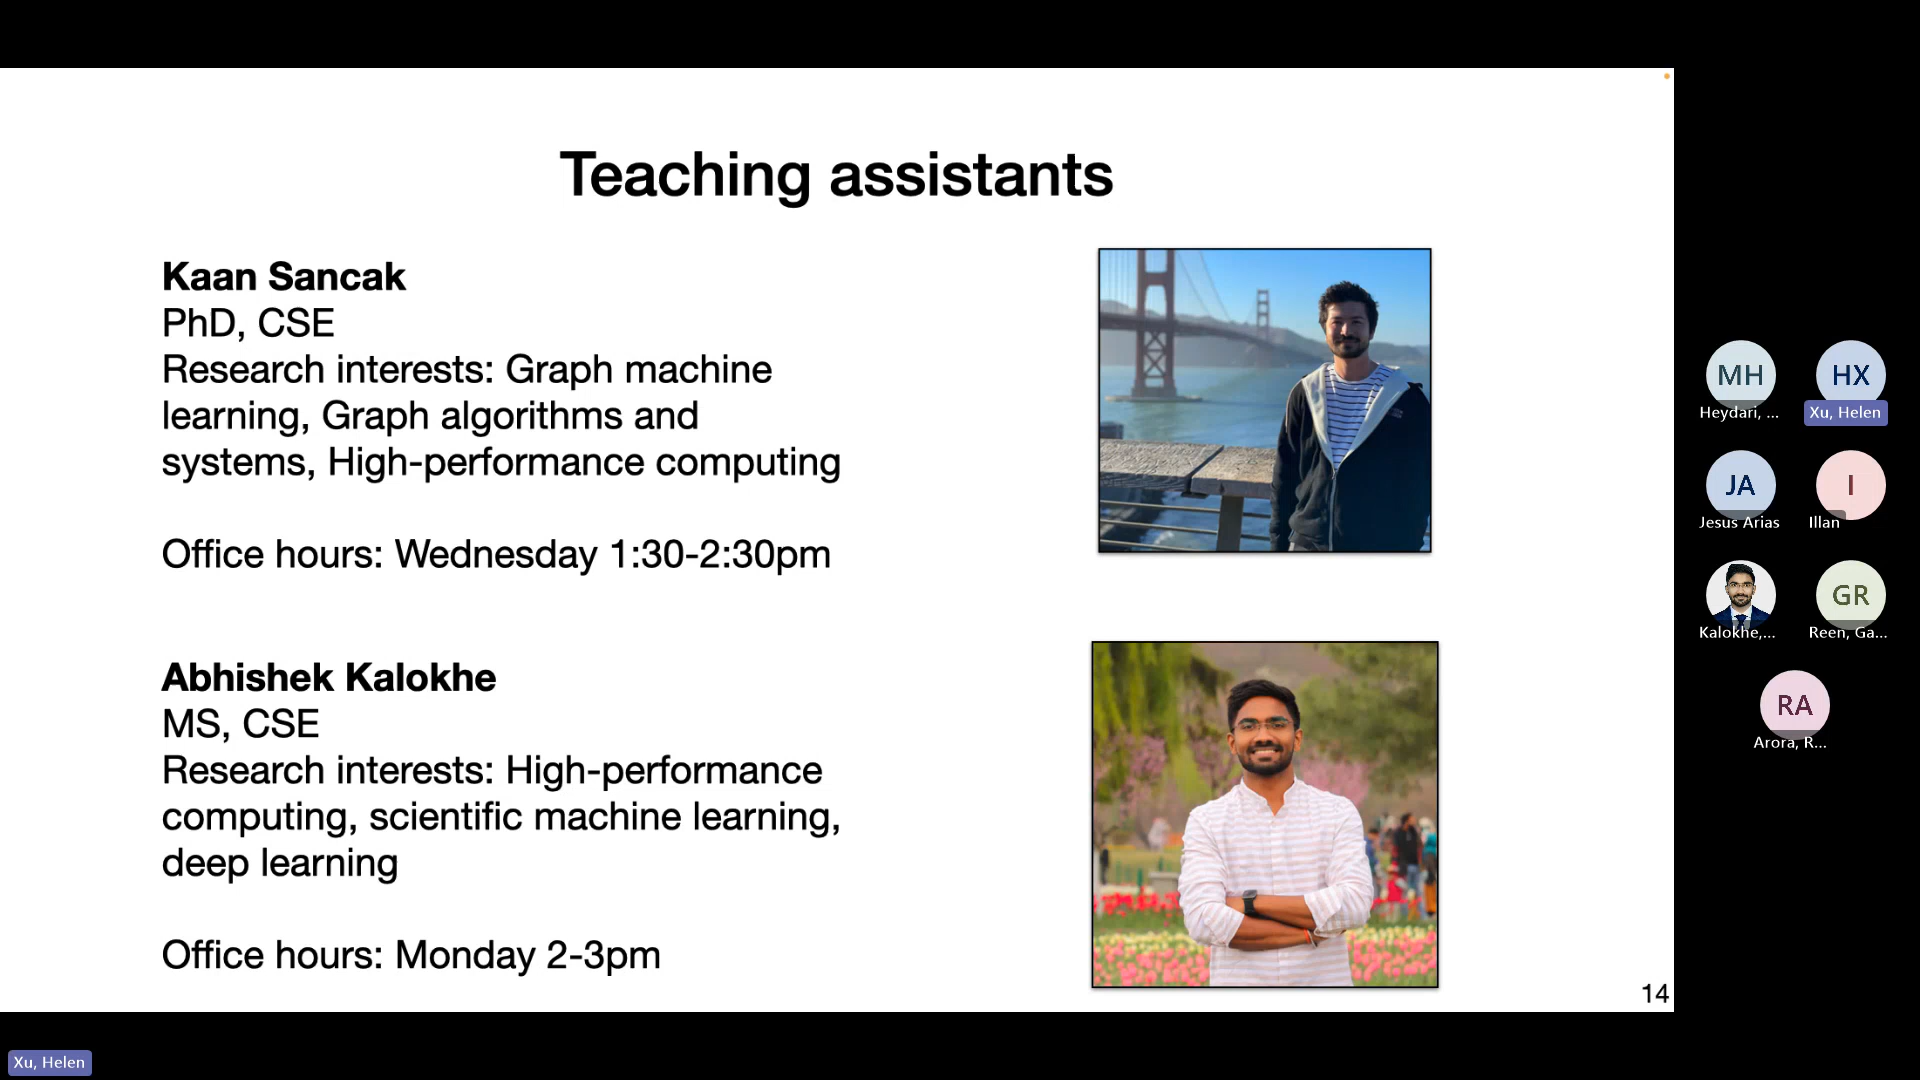 Teaching assistants
Kaan Sancak
PhD, CSE
Research interests: Graph machine
learning, Graph algorithms and
systems, High-performance computing
Office hours: Wednesday 1:30-2:30pm
Abhishek Kalokhe
MS, CSE
Research interests: High-performance
computing, scientific machine learning,
deep learning
Office hours: Monday 2-3pm
14
MH
Heydari, ...
HX
Xu, Helen
JA
Jesus Arias
I
Illan
Kalokhe,...
GR
Reen, Ga...
RA
Arora, R...
Xu, Helen